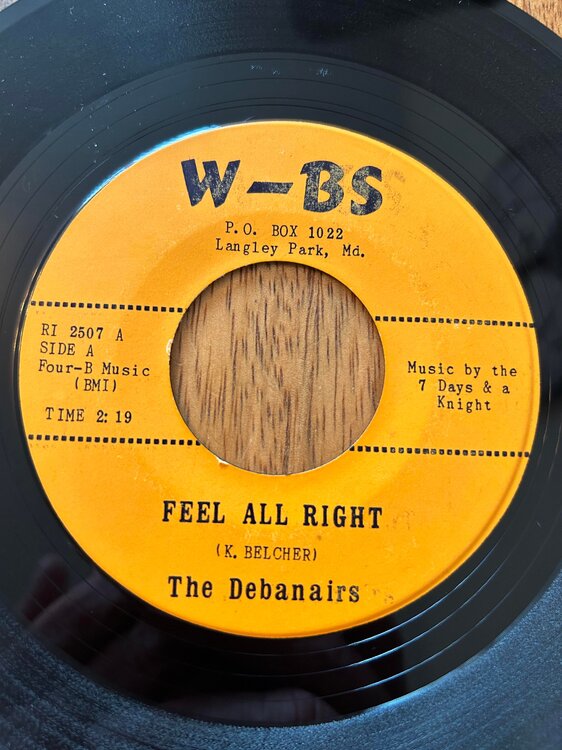 W-BS
P.O. BOX 1022
Langley Park, Md.
RI 2507 A
SIDE A
Four-B Music
(BMI)
TIME 2:19
Music by the
7 Days & a
Knight
FEEL ALL RIGHT
(K. BELCHER)
The Debanairs